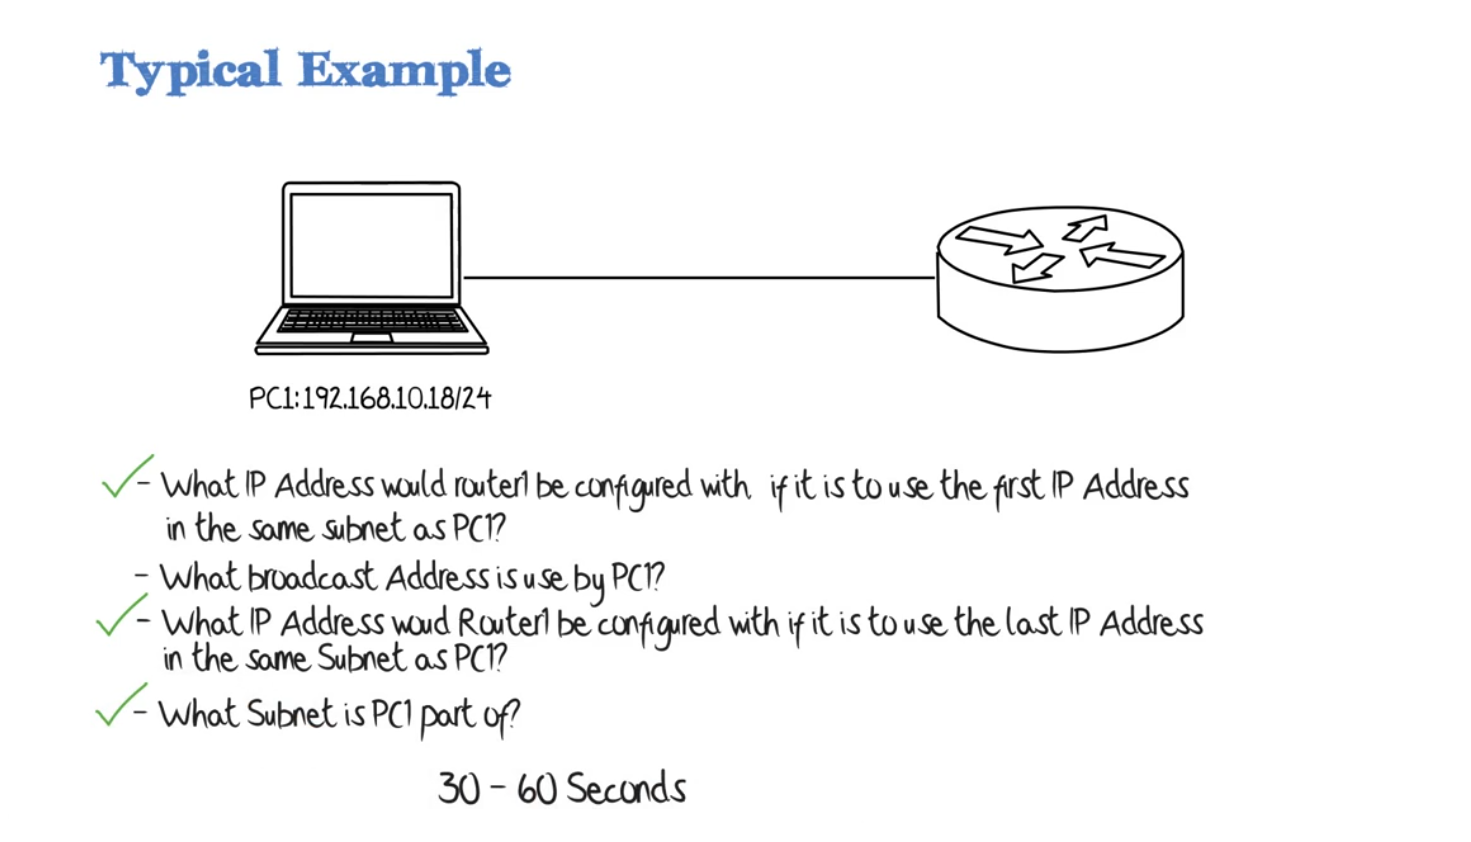 Typical Example
PC1:192.168.10.18/24
- What IP Address would router1 be configured with if it is to use the first IP Address
in the same subnet as PC1?
- What broadcast Address is use by PC1?
- What IP Address woud Router1 be configured with if it is to use the last IP Address
in the same Subnet as PC1?
- What Subnet is PC1 part of?
30 - 60 Seconds